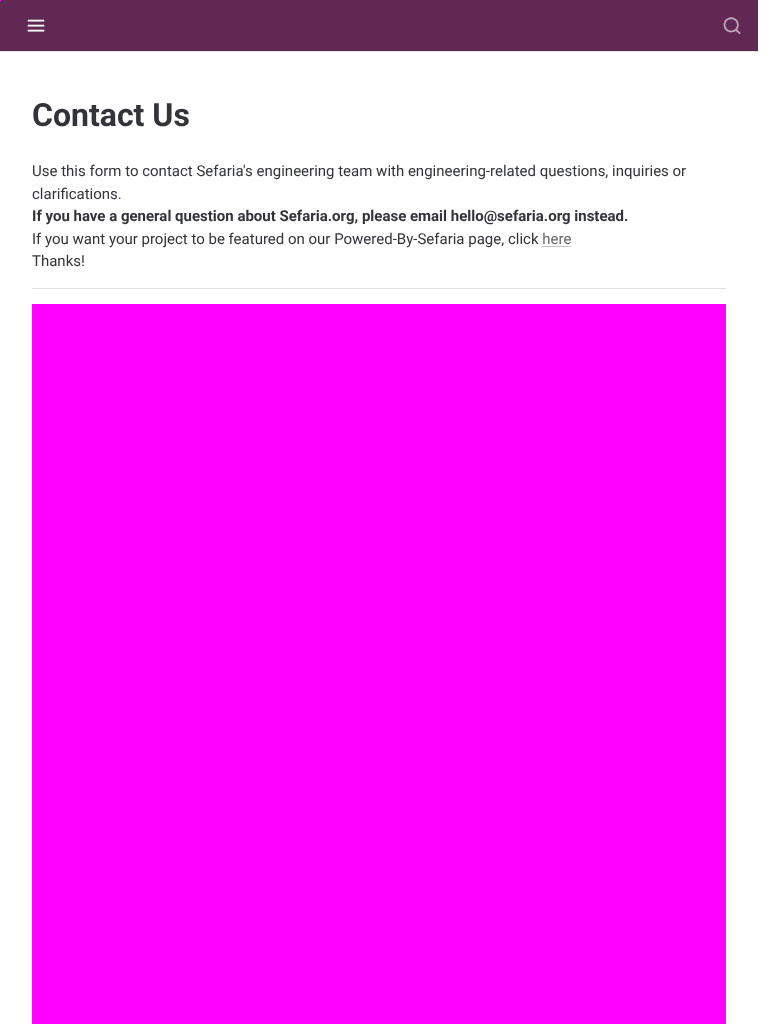 Contact Us
Use this form to contact Sefaria's engineering team with engineering-related questions, inquiries or
clarifications.
If you have a general question about Sefaria.org, please email hello@sefaria.org instead.
If you want your project to be featured on our Powered-By-Sefaria page, click here
Thanks!